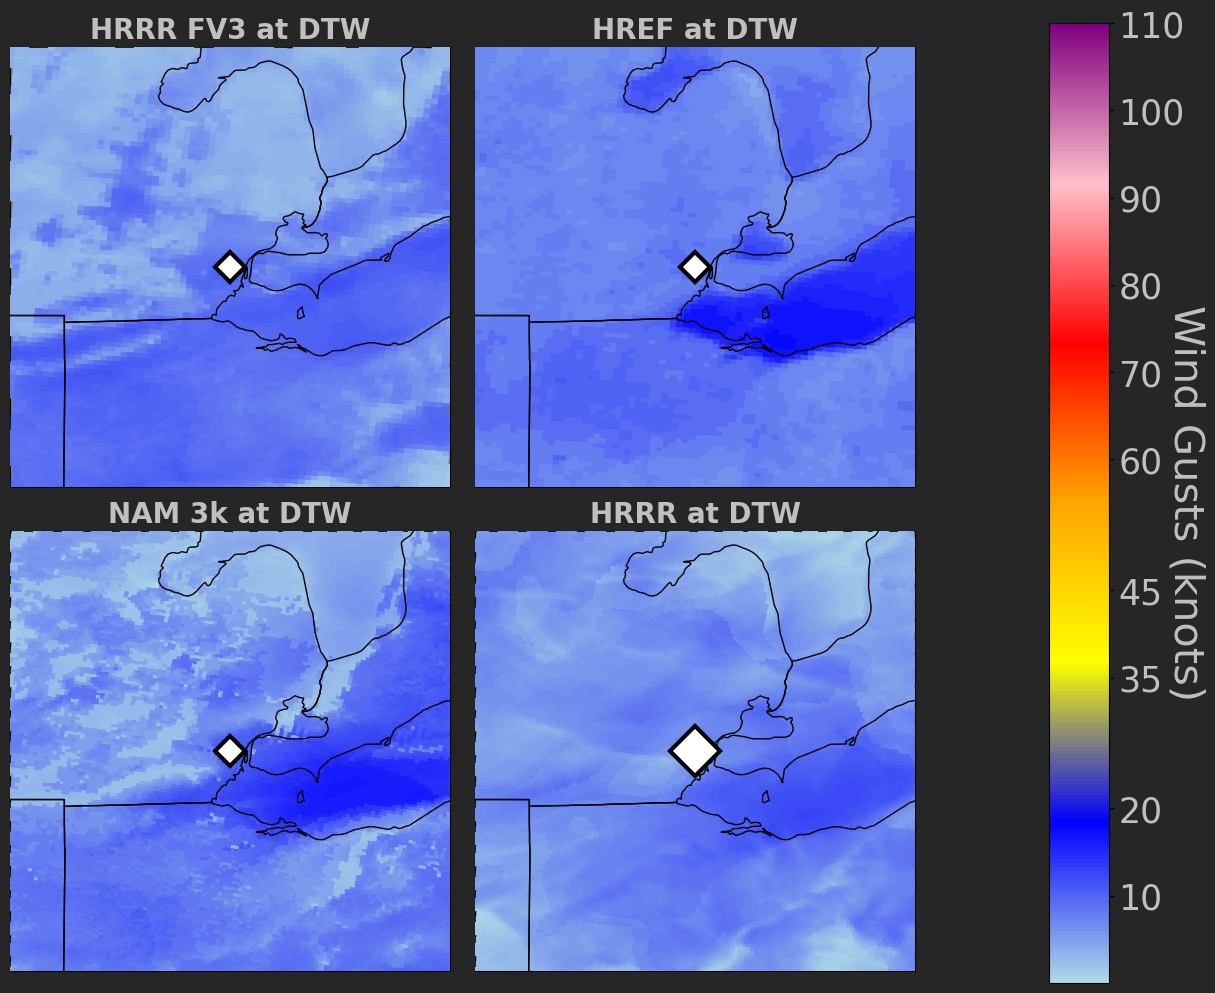 HRRR FV3 at DTW
HREF at DTW
NAM 3k at DTW
HRRR at DTW
110
100
90
80
70
60
45
35
20
10
Wind Gusts (knots)